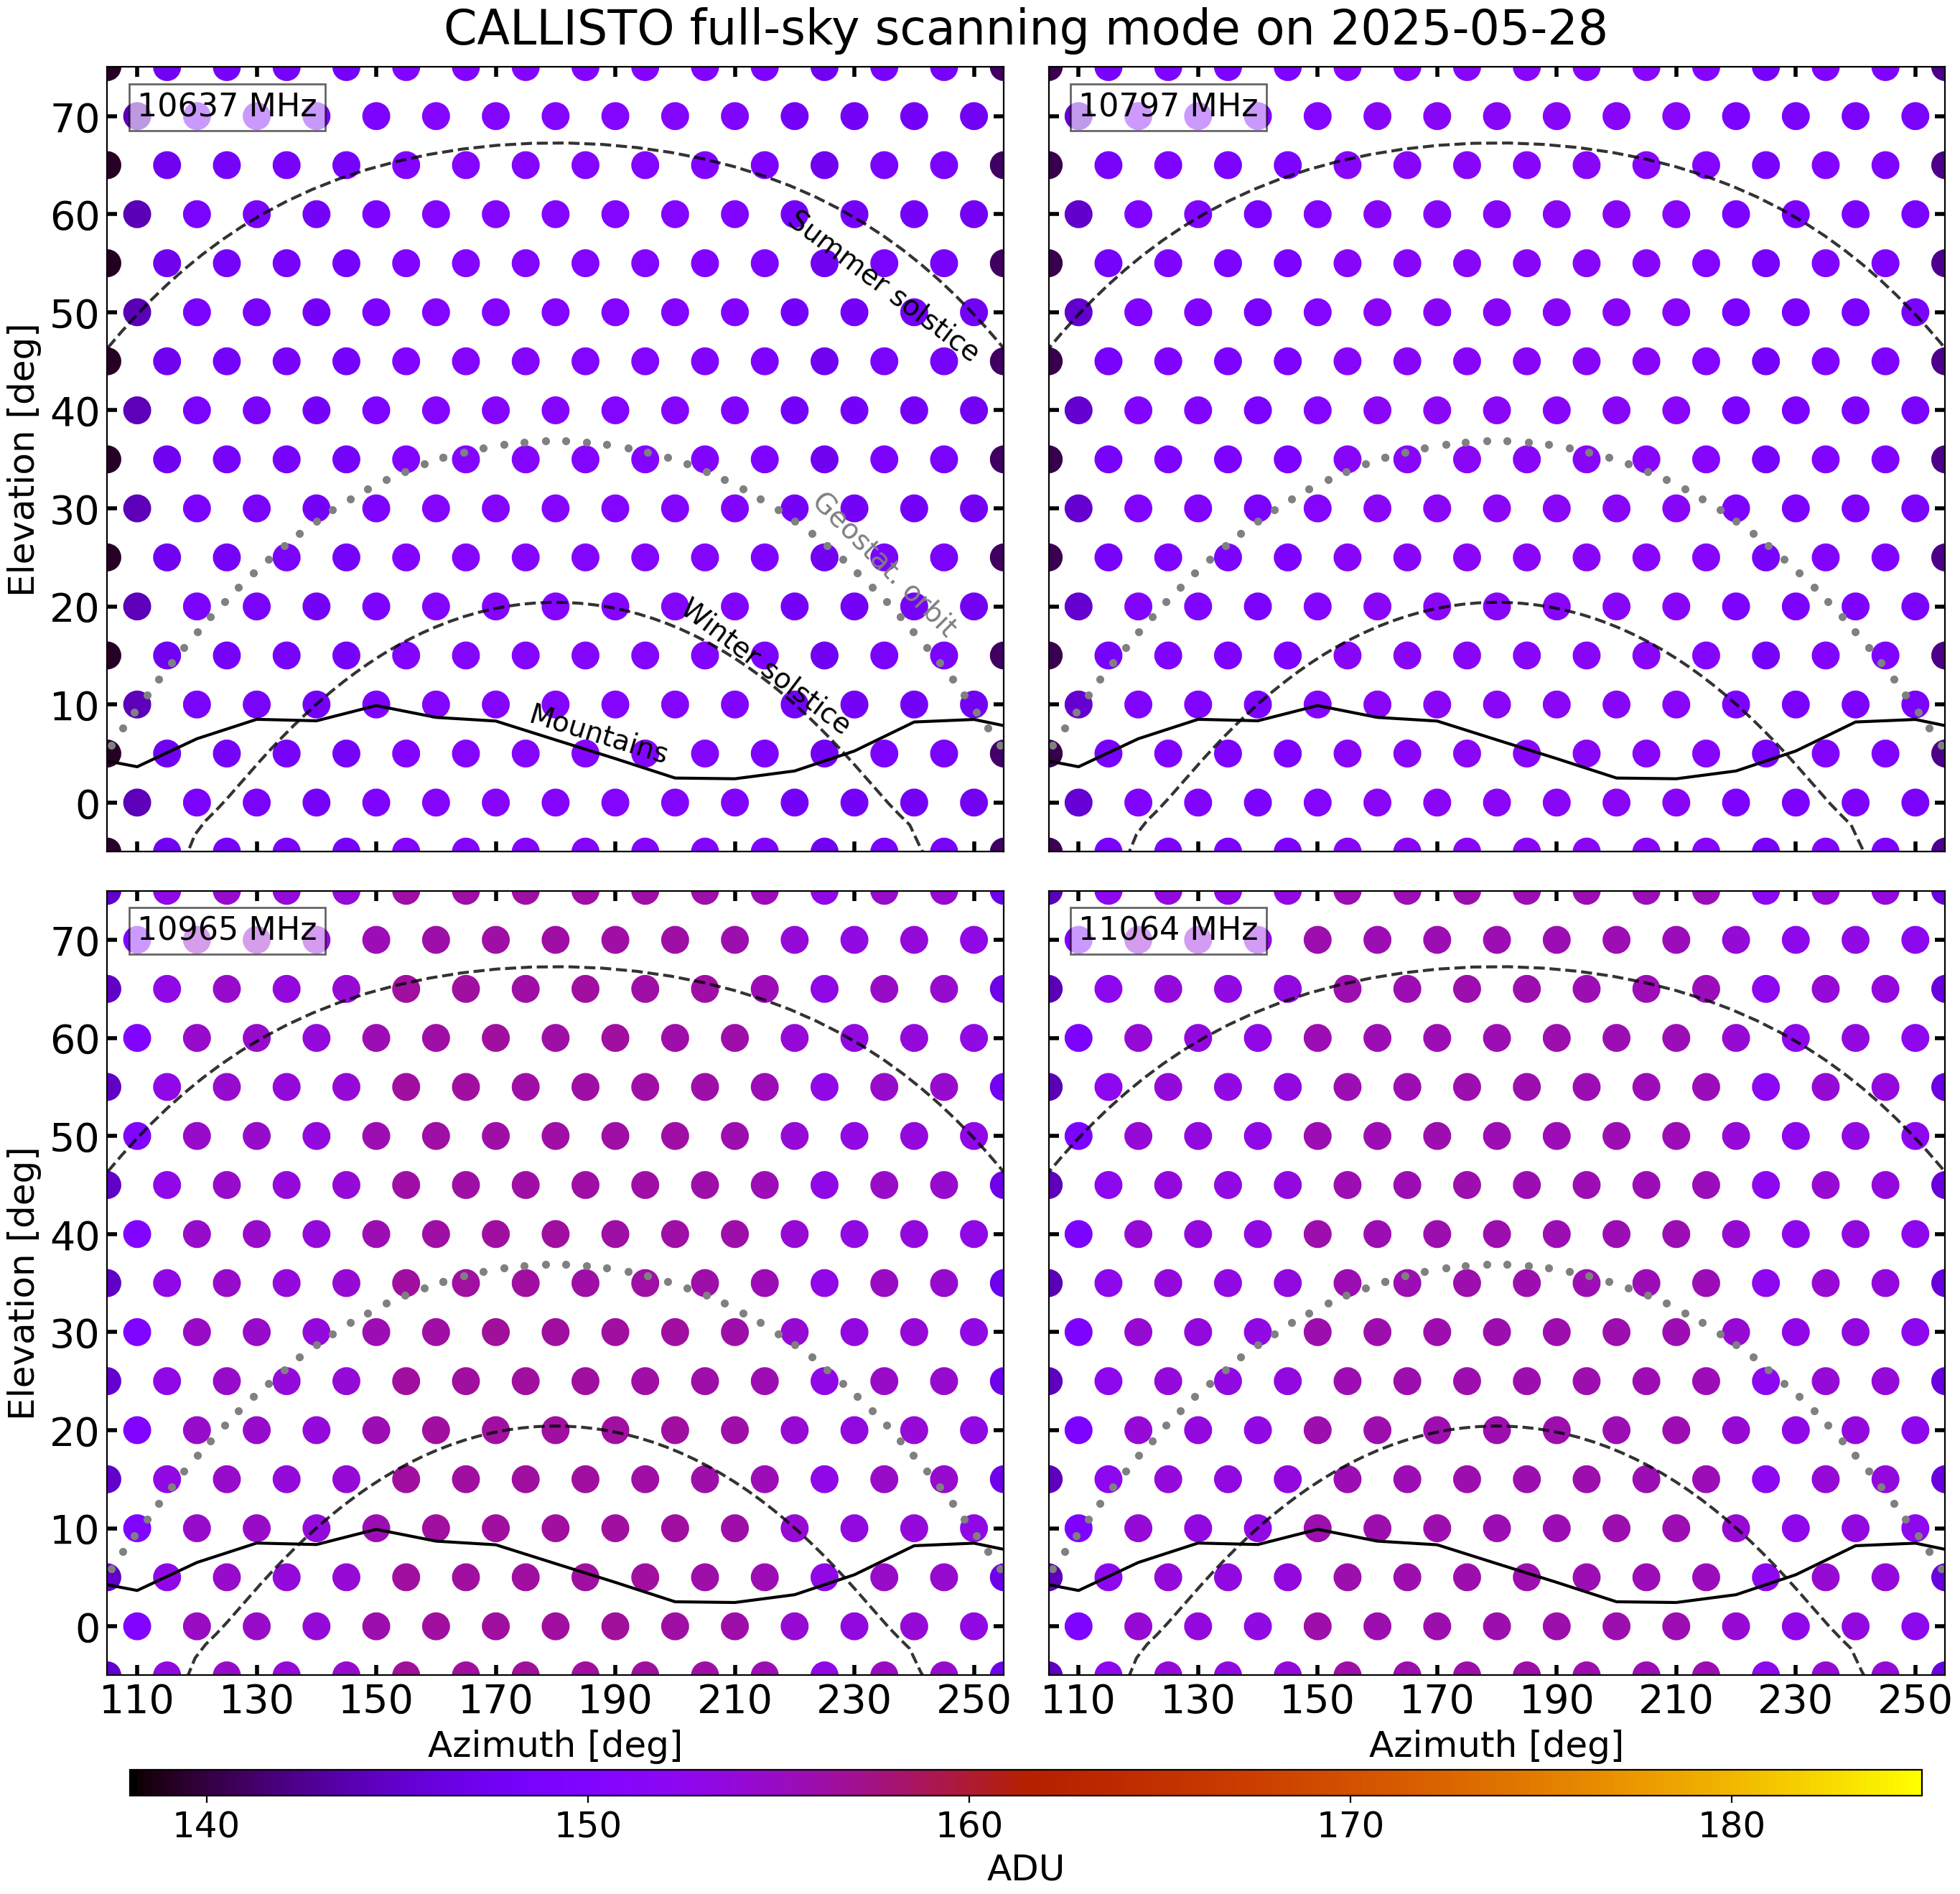 CALLISTO full-sky scanning mode on 2025-05-28
10637 MHz
10797 MHz
70
60
50
40
30
20
10
0
Elevation [deg]
Summer solstice
Geostat. orbit
Winter solstice
Mountains
10965 MHz
11064 MHz
70
60
50
40
30
20
10
0
Elevation [deg]
110 130 150 170 190 210 230 250
110 130 150 170 190 210 230 250
Azimuth [deg]
Azimuth [deg]
140 150 160 170 180
ADU